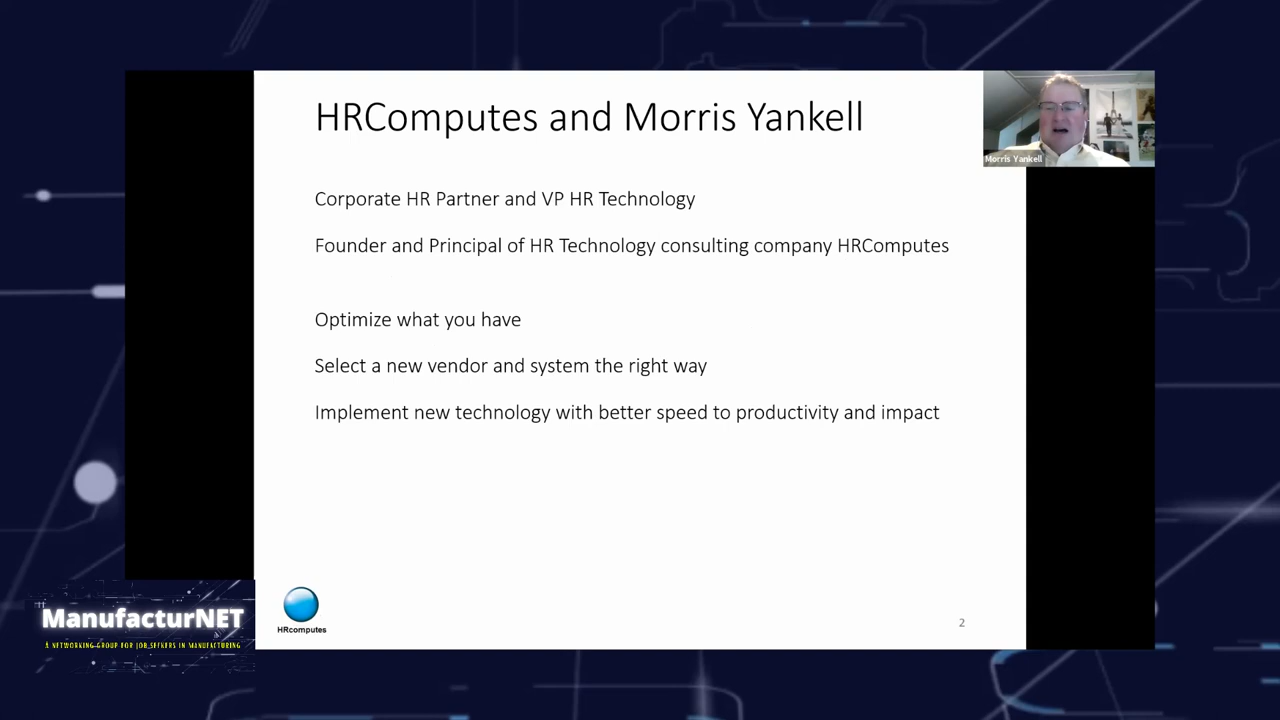 HRComputes and Morris Yankell
Morris Yankell
Corporate HR Partner and VP HR Technology
Founder and Principal of HR Technology consulting company HRComputes
Optimize what you have
Select a new vendor and system the right way
Implement new technology with better speed to productivity and impact
ManufacturNET
A NETWORKING GROUP FOR JOB SEEKERS IN MANUFACTURING
HRcomputes
2